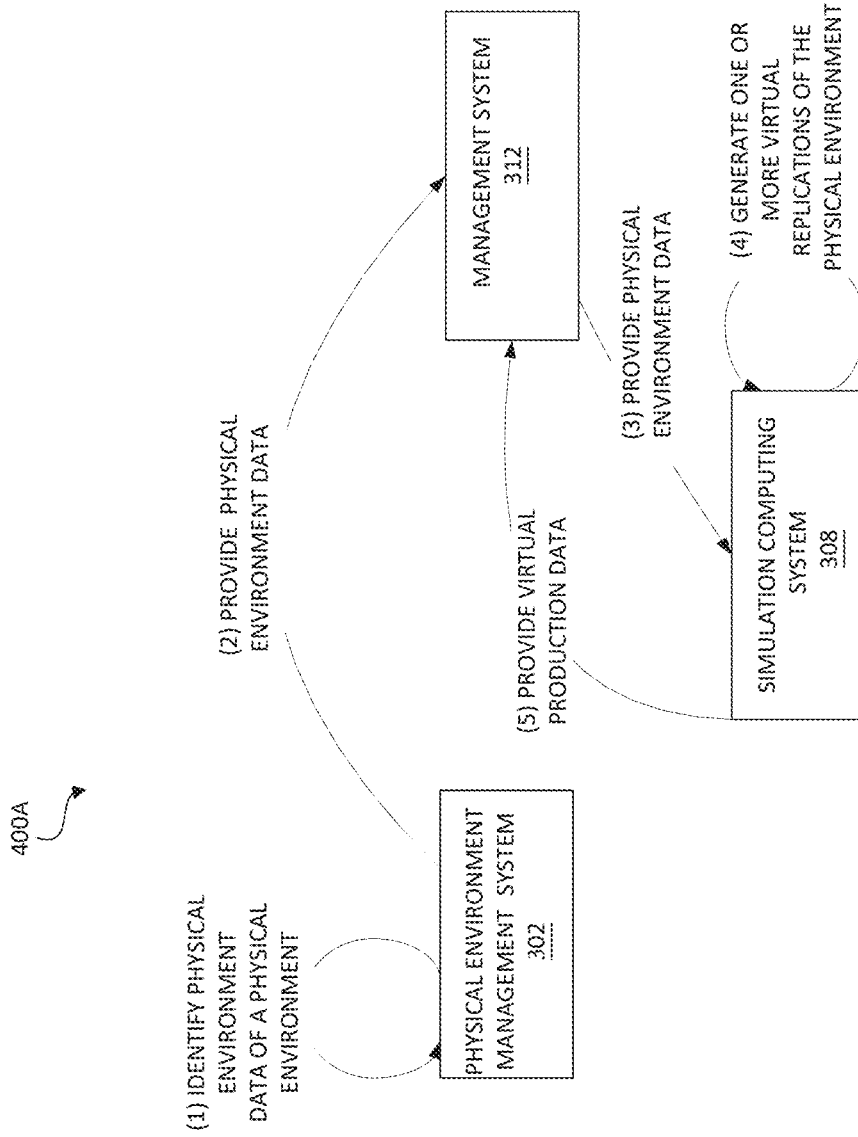 400A
(1) IDENTIFY PHYSICAL
ENVIRONMENT
DATA OF A PHYSICAL
ENVIRONMENT
PHYSICAL ENVIRONMENT
MANAGEMENT SYSTEM
302
(2) PROVIDE PHYSICAL
ENVIRONMENT DATA
MANAGEMENT SYSTEM
312
(3) PROVIDE PHYSICAL
ENVIRONMENT DATA
SIMULATION COMPUTING
SYSTEM
308
(4) GENERATE ONE OR
MORE VIRTUAL
REPLICATIONS OF THE
PHYSICAL ENVIRONMENT
(5) PROVIDE VIRTUAL
PRODUCTION DATA